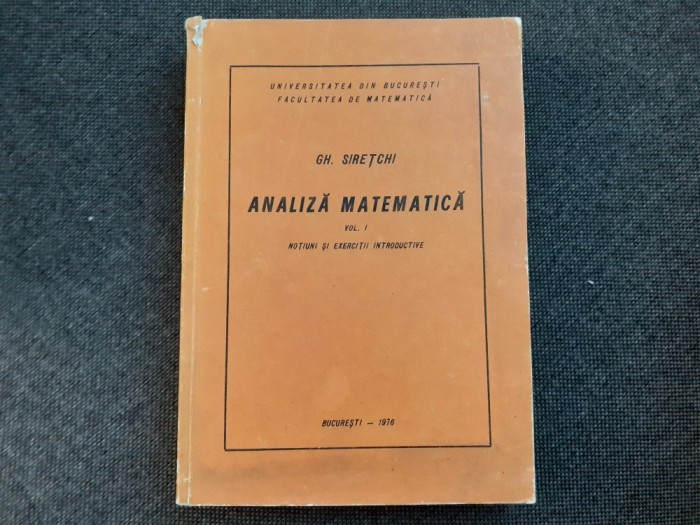 UNIVERSITATEA DIN BUCUREȘTI
FACULTATEA DE MATEMATICĂ
GH. SIREȚCHI
ANALIZĂ MATEMATICĂ
VOL. I
NOȚIUNI ȘI EXERCIȚII INTRODUCTIVE
BUCUREȘTI — 1976